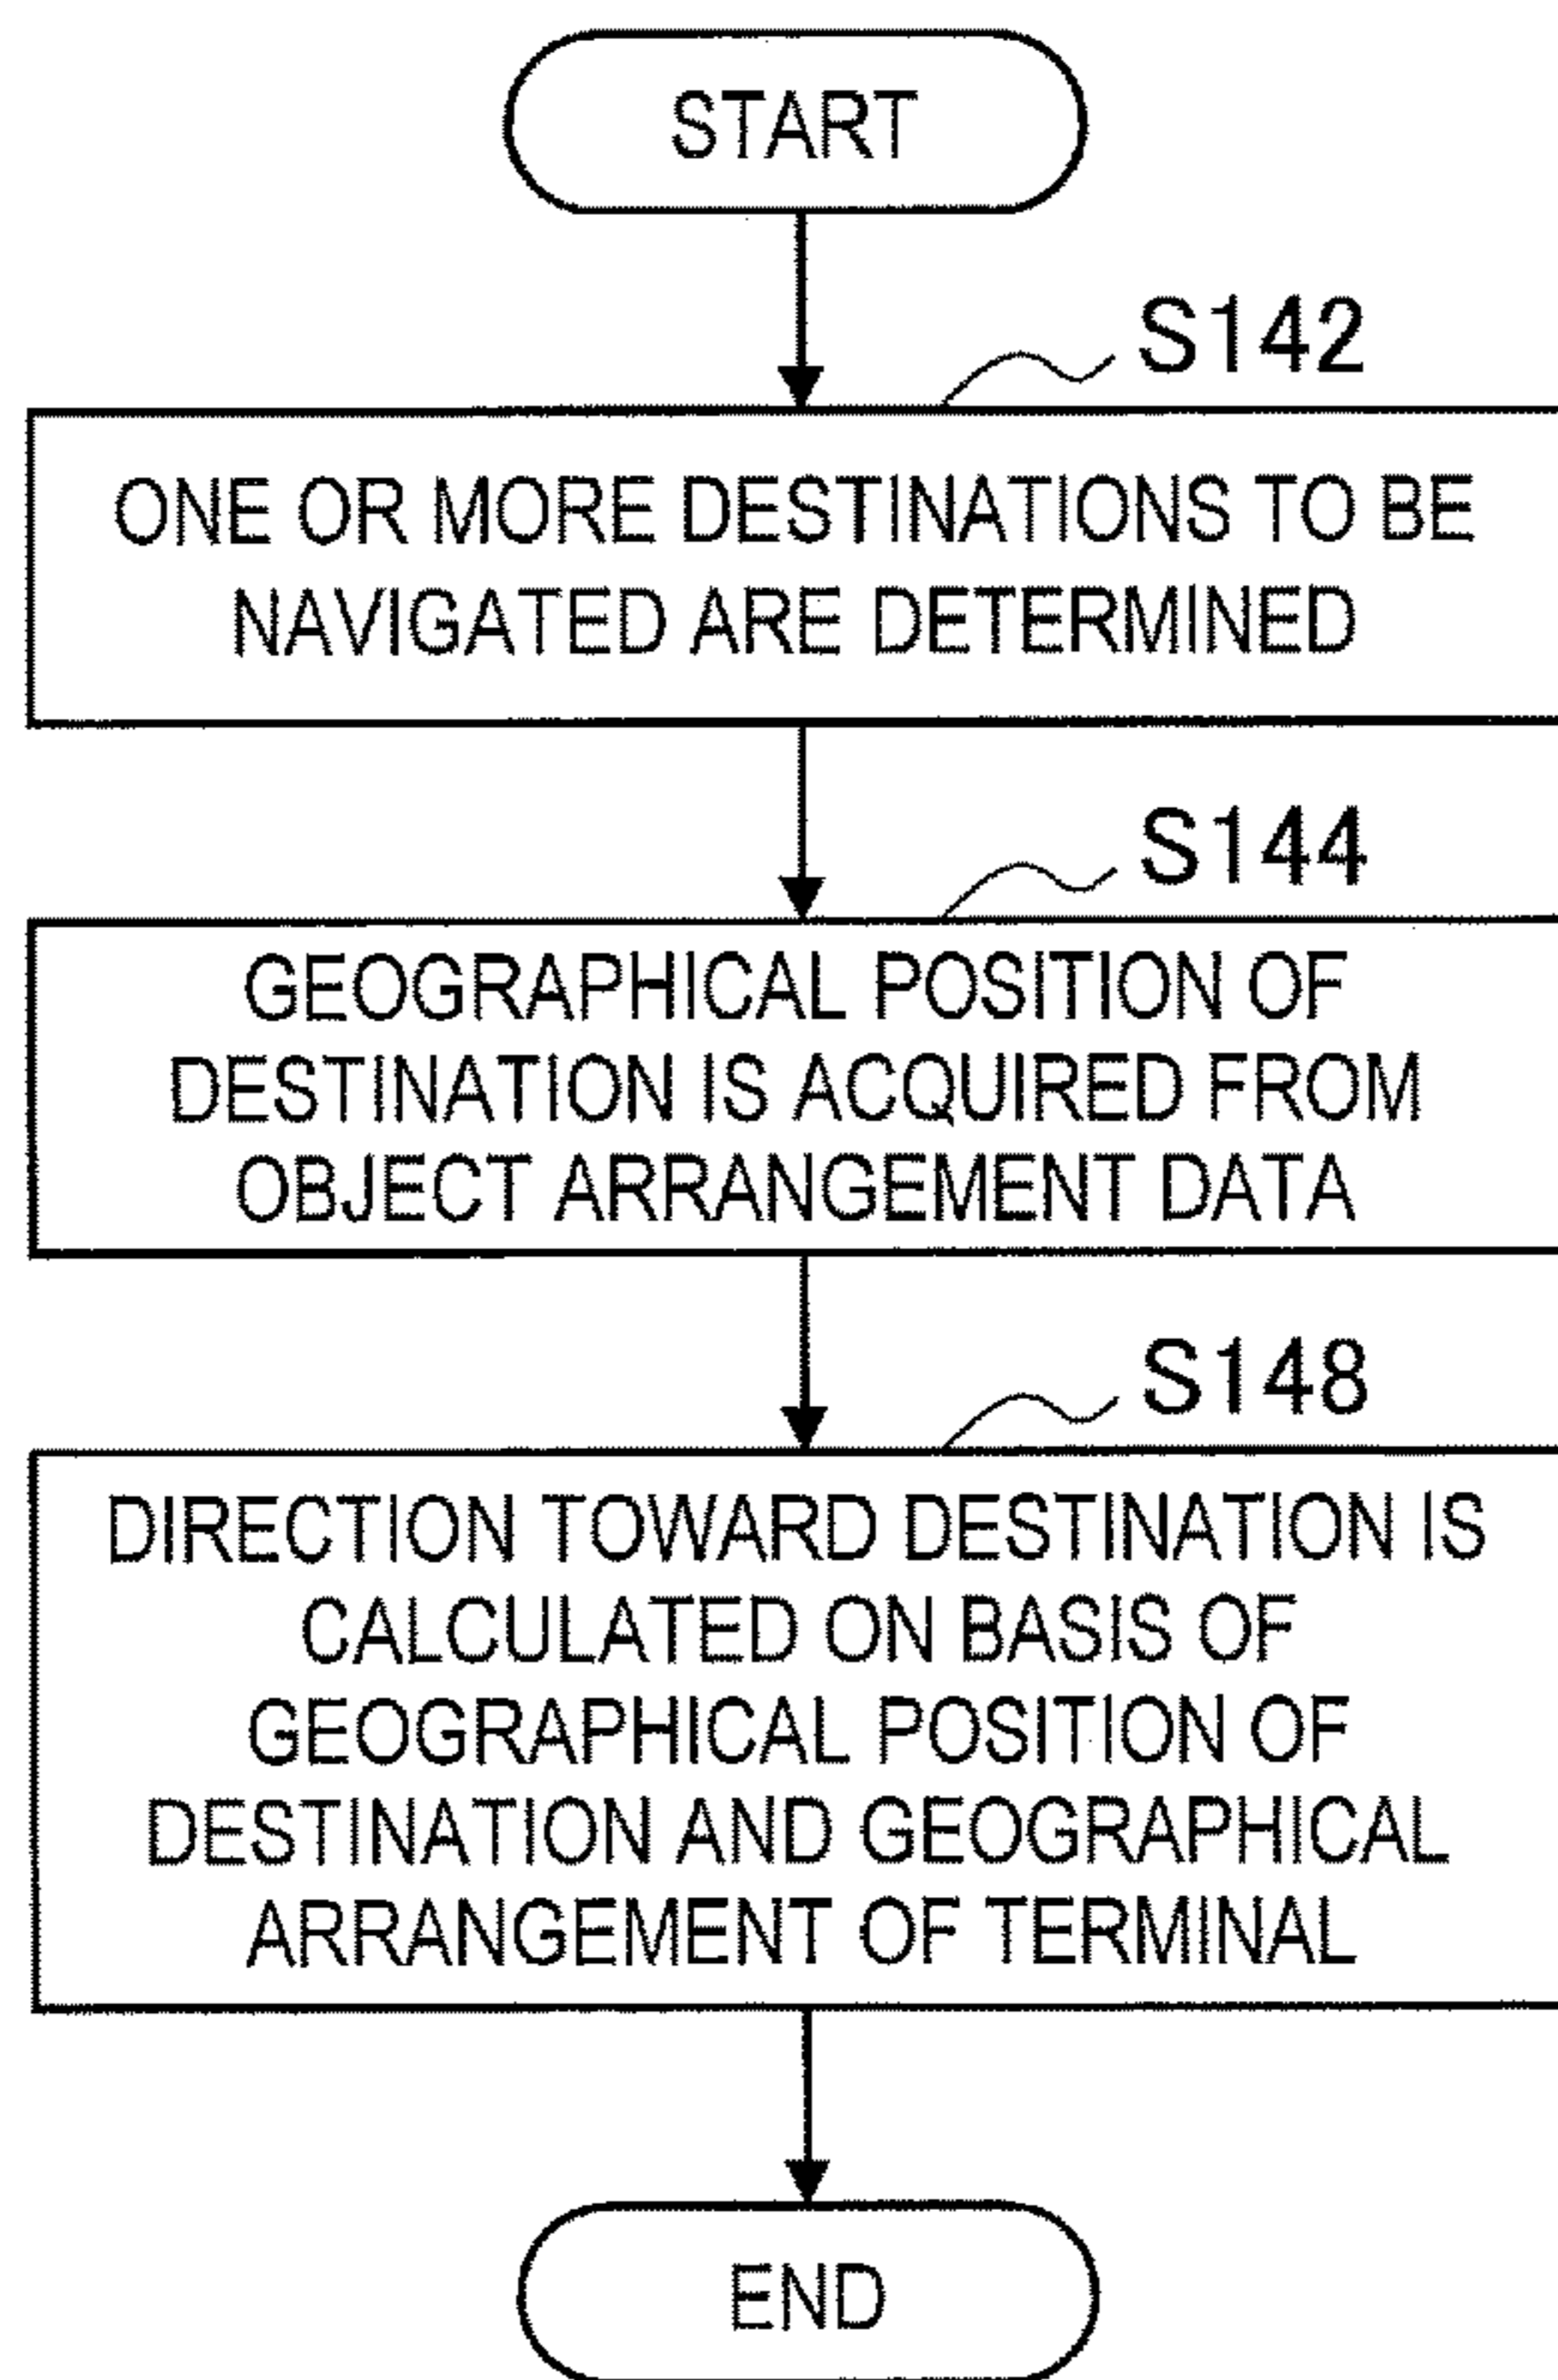 START
S142
ONE OR MORE DESTINATIONS TO BE
NAVIGATED ARE DETERMINED
S144
GEOGRAPHICAL POSITION OF
DESTINATION IS ACQUIRED FROM
OBJECT ARRANGEMENT DATA
S148
DIRECTION TOWARD DESTINATION IS
CALCULATED ON BASIS OF
GEOGRAPHICAL POSITION OF
DESTINATION AND GEOGRAPHICAL
ARRANGEMENT OF TERMINAL
END